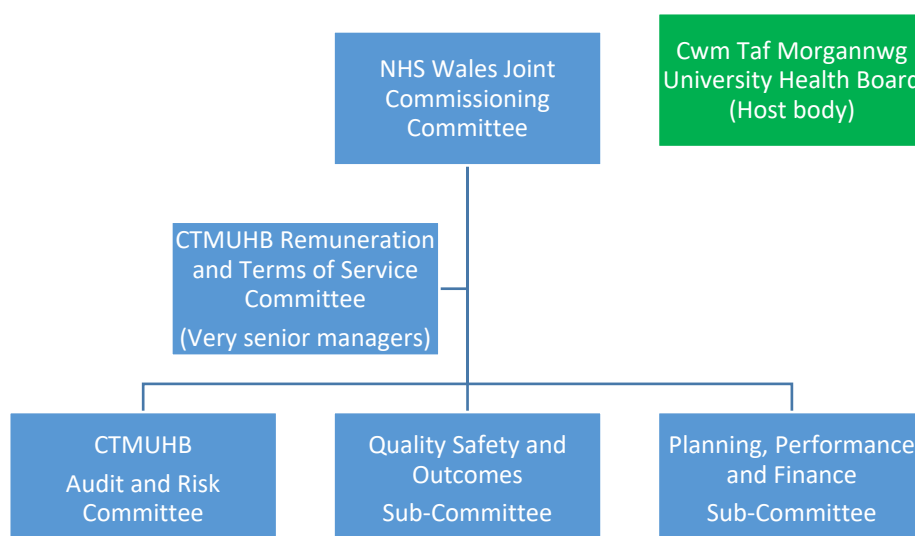 NHS Wales Joint
Commissioning
Committee
Cwm Taf Morgannwg
University Health Board
(Host body)
CTMUHB Remuneration
and Terms of Service
Committee
(Very senior managers)
CTMUHB
Audit and Risk
Committee
Quality Safety and
Outcomes
Sub-Committee
Planning, Performance
and Finance
Sub-Committee